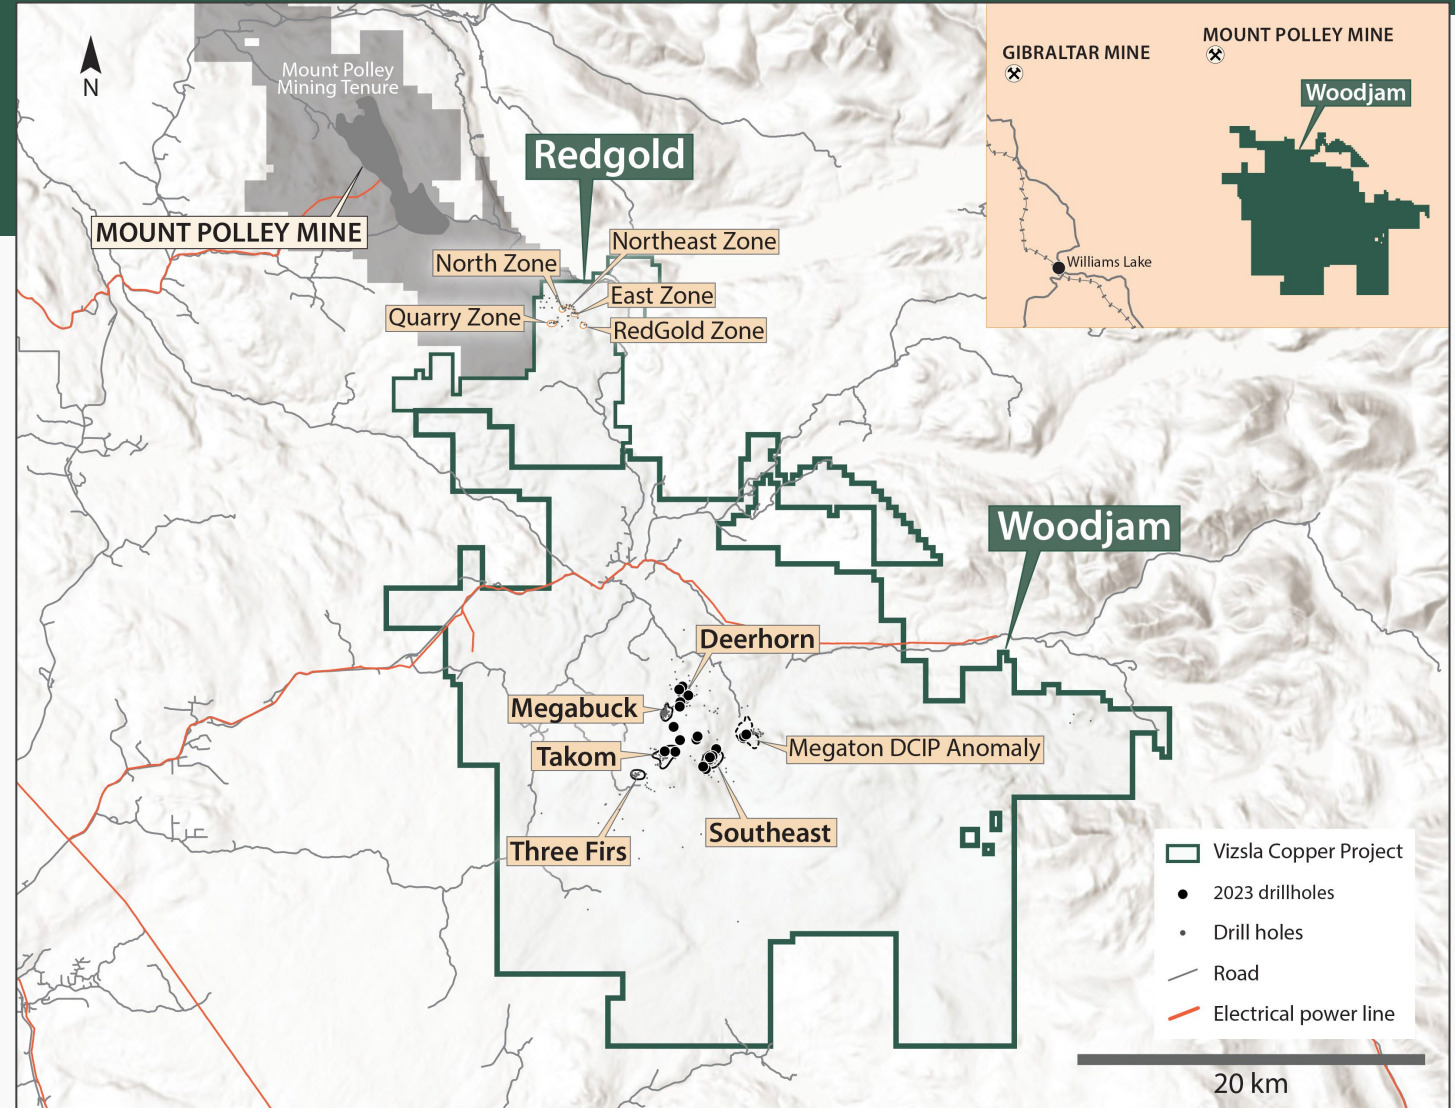 N
Mount Polley
Mining Tenure
MOUNT POLLEY MINE
Redgold
North Zone
Northeast Zone
East Zone
Quarry Zone
RedGold Zone
GIBRALTAR MINE
MOUNT POLLEY MINE
Woodjam
Williams Lake
Woodjam
Deerhorn
Megabuck
Takom
Megaton DCIP Anomaly
Three Firs
Southeast
Vizsla Copper Project
2023 drillholes
Drill holes
Road
Electrical power line
20 km